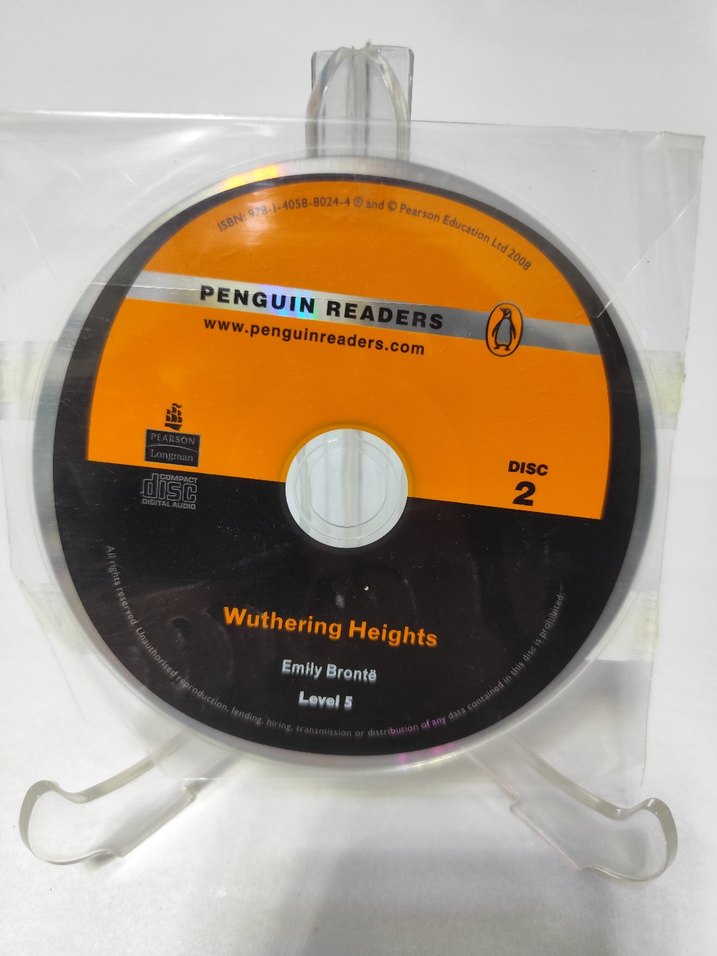 ISBN: 978-1-4058-8024-4 ℗ and © Pearson Education Ltd 2008
PENGUIN READERS
www.penguinreaders.com
PEARSON
Longman
DISC
2
COMPACT
disc
DIGITAL AUDIO
Wuthering Heights
Emily Brontë
Level 5
All rights reserved. Unauthorised reproduction, lending, hiring, transmission or distribution of any data contained in this disc is prohibited.